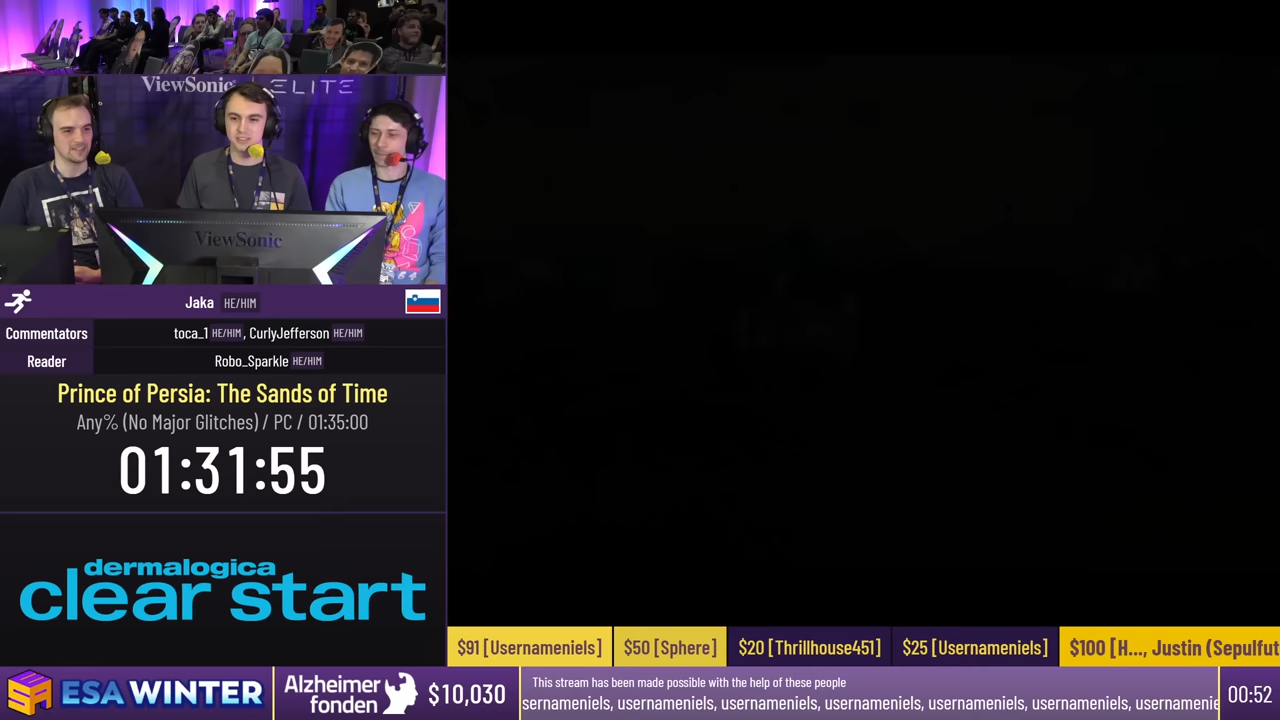 ViewSonic ELITE
ViewSonic
Jaka HE/HIM
Commentators toca_1 HE/HIM, CurlyJefferson HE/HIM
Reader Robo_Sparkle HE/HIM
Prince of Persia: The Sands of Time
Any% (No Major Glitches) / PC / 01:35:00
01:31:55
dermalogica
clear start
$91 [Usernameniels] $50 [Sphere] $20 [Thrillhouse451] $25 [Usernameniels] $100 [H..., Justin (Sepulfut
ESA WINTER
Alzheimer
fonden
$10,030
This stream has been made possible with the help of these people
sernameniels, usernameniels, usernameniels, usernameniels, usernameniels, usernameniels, usernamenie
00:52